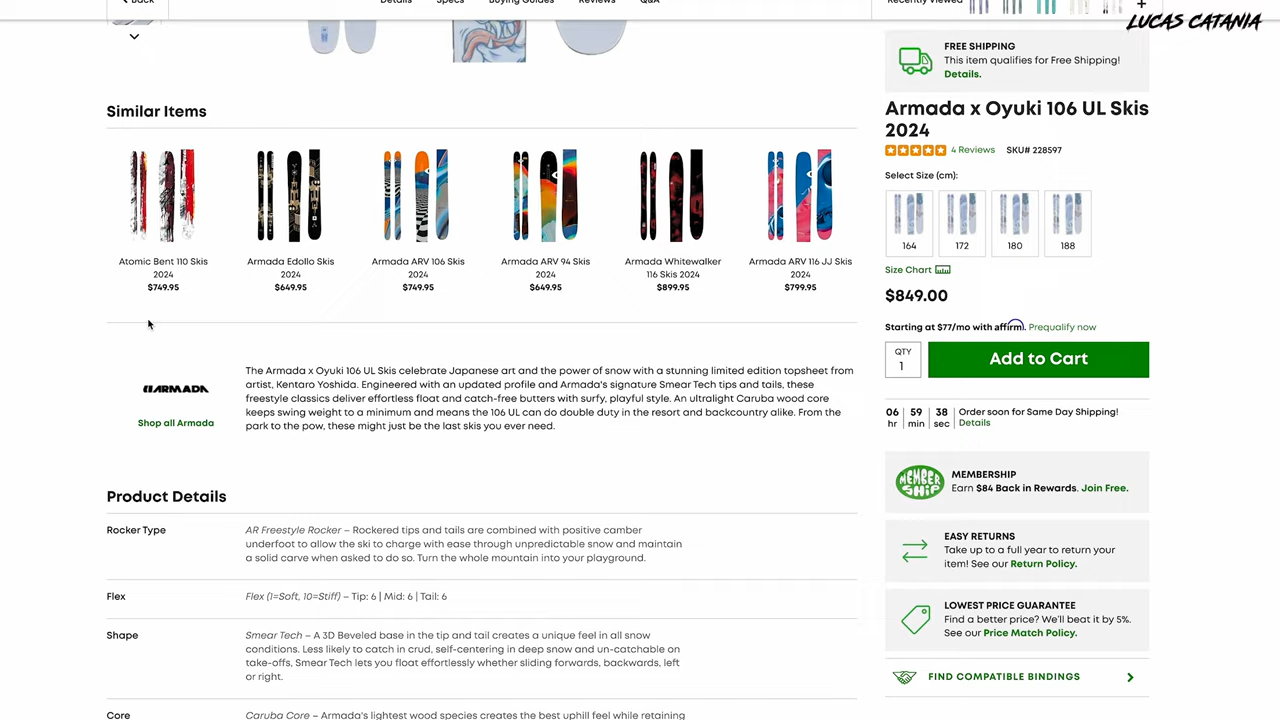 Back
Details
Specs
Buying Guides
Reviews
Q&A
Recently Viewed
LUCAS CATANIA
Similar Items
Atomic Bent 110 Skis
2024
$749.95
Armada Edollo Skis
2024
$649.95
Armada ARV 106 Skis
2024
$749.95
Armada ARV 94 Skis
2024
$649.95
Armada Whitewalker
116 Skis 2024
$899.95
Armada ARV 116 JJ Skis
2024
$799.95
ARMADA
Shop all Armada
The Armada x Oyuki 106 UL Skis celebrate Japanese art and the power of snow with a stunning limited edition topsheet from
artist, Kentaro Yoshida. Engineered with an updated profile and Armada's signature Smear Tech tips and tails, these
freestyle classics deliver effortless float and catch-free butters with surfy, playful style. An ultralight Caruba wood core
keeps swing weight to a minimum and means the 106 UL can do double duty in the resort and backcountry alike. From the
park to the pow, these might just be the last skis you ever need.
Product Details
Rocker Type
AR Freestyle Rocker – Rockered tips and tails are combined with positive camber
underfoot to allow the ski to charge with ease through unpredictable snow and maintain
a solid carve when asked to do so. Turn the whole mountain into your playground.
Flex
Flex (1=Soft, 10=Stiff) – Tip: 6 | Mid: 6 | Tail: 6
Shape
Smear Tech – A 3D Beveled base in the tip and tail creates a unique feel in all snow
conditions. Less likely to catch in crud, self-centering in deep snow and un-catchable on
take-offs, Smear Tech lets you float effortlessly whether sliding forwards, backwards, left
or right.
Core
Caruba Core – Armada's lightest wood species creates the best uphill feel while retaining
FREE SHIPPING
This item qualifies for Free Shipping!
Details.
Armada x Oyuki 106 UL Skis
2024
4 Reviews SKU# 228597
Select Size (cm):
164
172
180
188
Size Chart
$849.00
Starting at $77/mo with affirm. Prequalify now
QTY
1
Add to Cart
06 59 38
hr min sec
Order soon for Same Day Shipping!
Details
MEMBERSHIP
MEMBERSHIP
Earn $84 Back in Rewards. Join Free.
EASY RETURNS
Take up to a full year to return your
item! See our Return Policy.
LOWEST PRICE GUARANTEE
Find a better price? We'll beat it by 5%.
See our Price Match Policy.
FIND COMPATIBLE BINDINGS